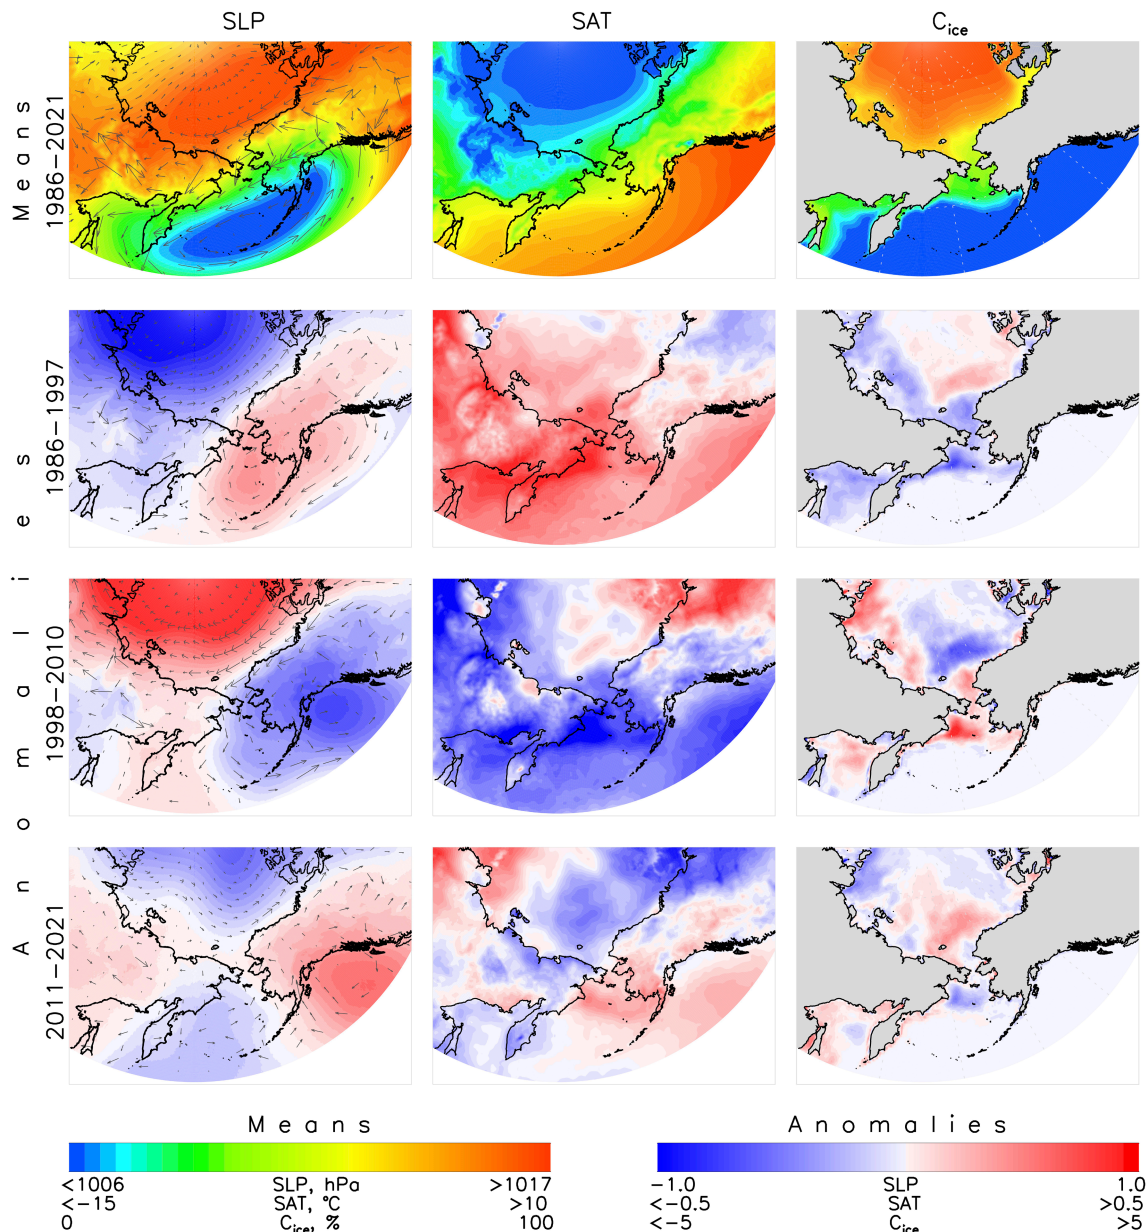 SLP SAT C_ice
Means
1986-2021
Anomalies
1986-1997
1998-2010
2011-2021
Means Anomalies
<1006 SLP, hPa >1017 -1.0 SLP 1.0
<-15 SAT, °C >10 <-0.5 SAT >0.5
0 C_ice, % 100 <-5 C_ice >5